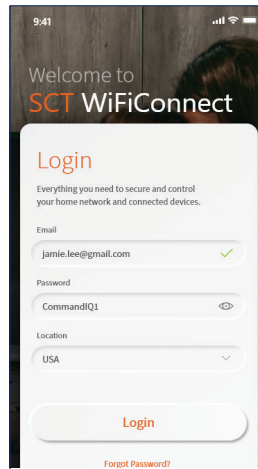 9:41
Welcome to
SCT WiFiConnect
Login
Everything you need to secure and control
your home network and connected devices.
Email
jamie.lee@gmail.com
Password
CommandIQ1
Location
USA
Login
Forgot Password?